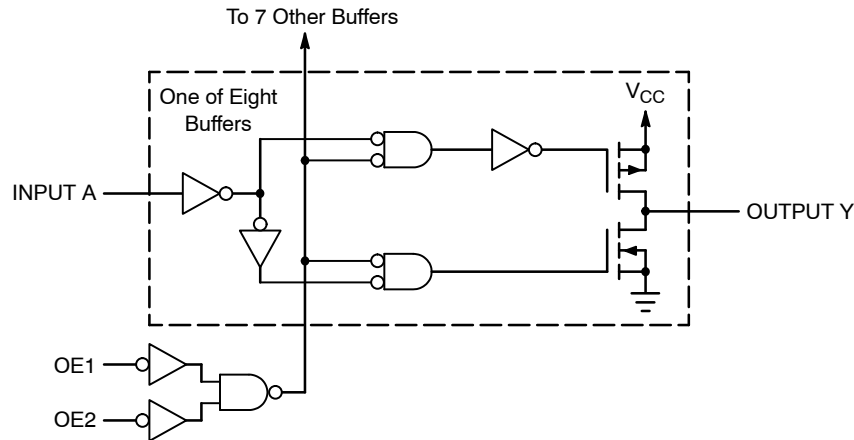 To 7 Other Buffers
One of Eight
Buffers
VCC
INPUT A
OUTPUT Y
OE1
OE2